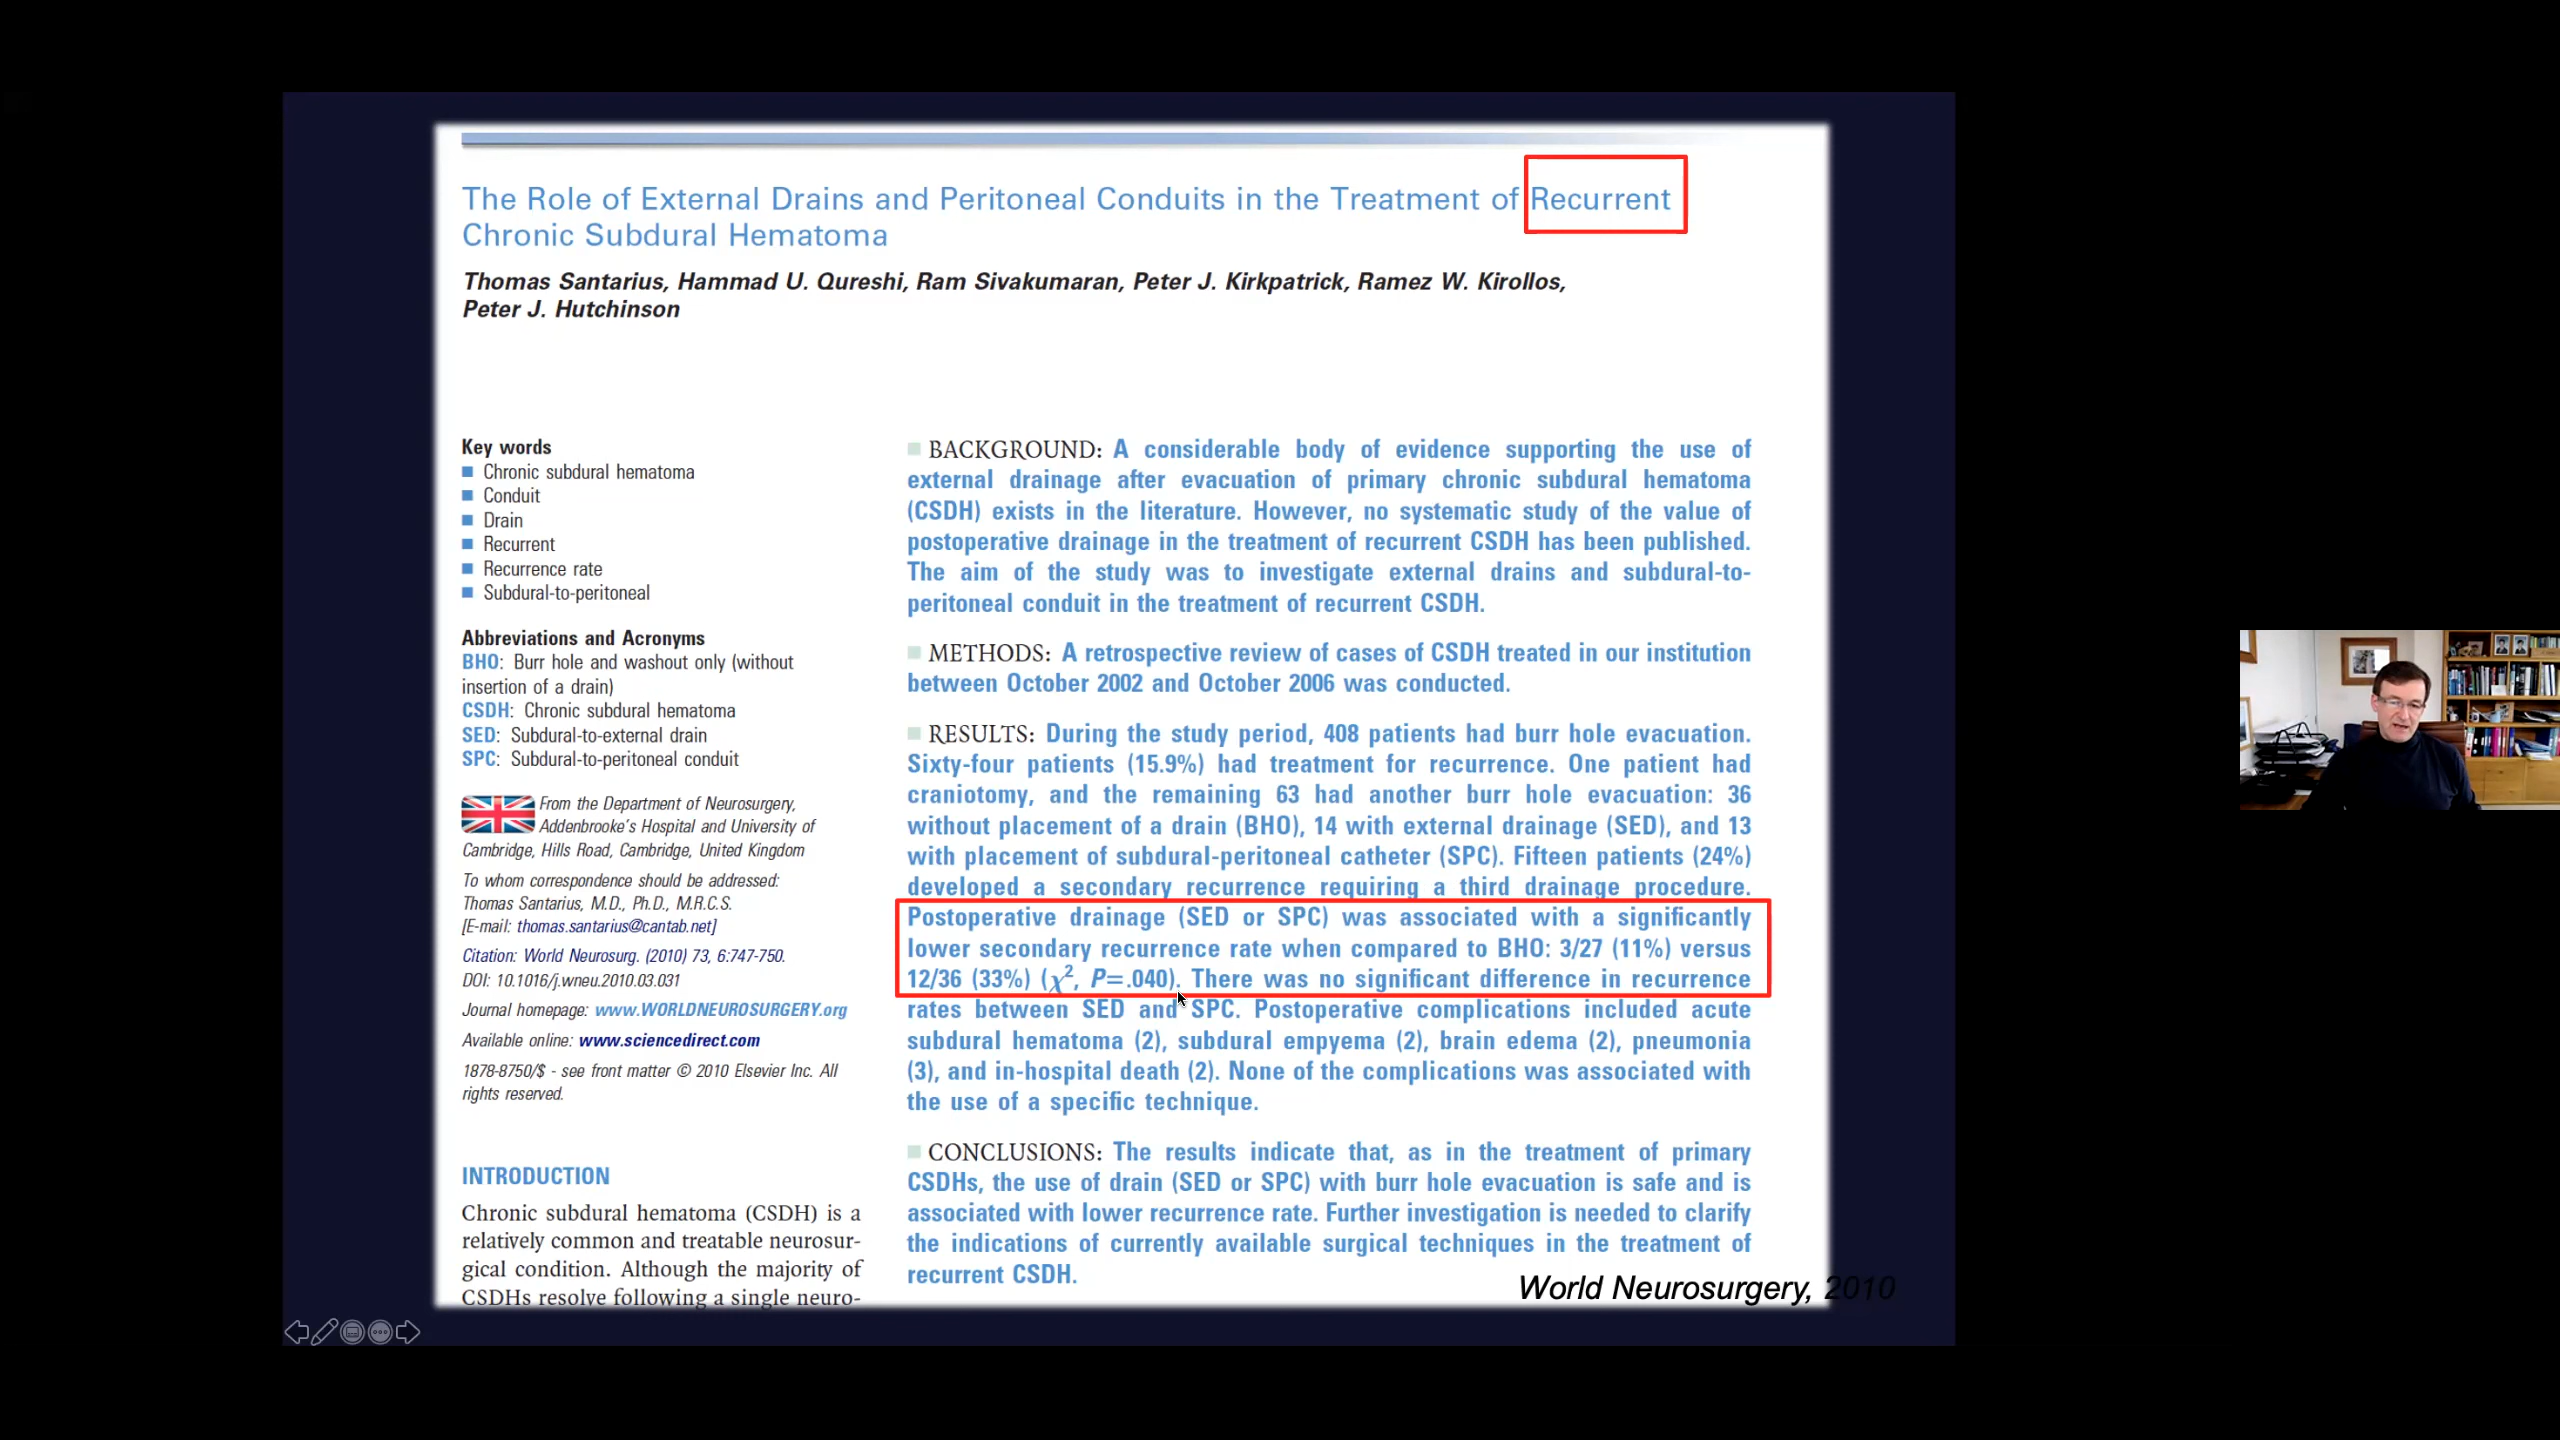 The Role of External Drains and Peritoneal Conduits in the Treatment of Recurrent
Chronic Subdural Hematoma
Thomas Santarius, Hammad U. Qureshi, Ram Sivakumaran, Peter J. Kirkpatrick, Ramez W. Kirollos,
Peter J. Hutchinson
Key words
Chronic subdural hematoma
Conduit
Drain
Recurrent
Recurrence rate
Subdural-to-peritoneal
Abbreviations and Acronyms
BHO: Burr hole and washout only (without
insertion of a drain)
CSDH: Chronic subdural hematoma
SED: Subdural-to-external drain
SPC: Subdural-to-peritoneal conduit
From the Department of Neurosurgery,
Addenbrooke's Hospital and University of
Cambridge, Hills Road, Cambridge, United Kingdom
To whom correspondence should be addressed:
Thomas Santarius, M.D., Ph.D., M.R.C.S.
[E-mail: thomas.santarius@cantab.net]
Citation: World Neurosurg. (2010) 73, 6:747-750.
DOI: 10.1016/j.wneu.2010.03.031
Journal homepage: www.WORLDNEUROSURGERY.org
Available online: www.sciencedirect.com
1878-8750/$ - see front matter © 2010 Elsevier Inc. All
rights reserved.
INTRODUCTION
Chronic subdural hematoma (CSDH) is a
relatively common and treatable neurosur-
gical condition. Although the majority of
CSDHs resolve following a single neuro-
BACKGROUND: A considerable body of evidence supporting the use of
external drainage after evacuation of primary chronic subdural hematoma
(CSDH) exists in the literature. However, no systematic study of the value of
postoperative drainage in the treatment of recurrent CSDH has been published.
The aim of the study was to investigate external drains and subdural-to-
peritoneal conduit in the treatment of recurrent CSDH.
METHODS: A retrospective review of cases of CSDH treated in our institution
between October 2002 and October 2006 was conducted.
RESULTS: During the study period, 408 patients had burr hole evacuation.
Sixty-four patients (15.9%) had treatment for recurrence. One patient had
craniotomy, and the remaining 63 had another burr hole evacuation: 36
without placement of a drain (BHO), 14 with external drainage (SED), and 13
with placement of subdural-peritoneal catheter (SPC). Fifteen patients (24%)
developed a secondary recurrence requiring a third drainage procedure.
Postoperative drainage (SED or SPC) was associated with a significantly
lower secondary recurrence rate when compared to BHO: 3/27 (11%) versus
12/36 (33%) (χ², P=.040). There was no significant difference in recurrence
rates between SED and SPC. Postoperative complications included acute
subdural hematoma (2), subdural empyema (2), brain edema (2), pneumonia
(3), and in-hospital death (2). None of the complications was associated with
the use of a specific technique.
CONCLUSIONS: The results indicate that, as in the treatment of primary
CSDHs, the use of drain (SED or SPC) with burr hole evacuation is safe and is
associated with lower recurrence rate. Further investigation is needed to clarify
the indications of currently available surgical techniques in the treatment of
recurrent CSDH.
World Neurosurgery, 2010